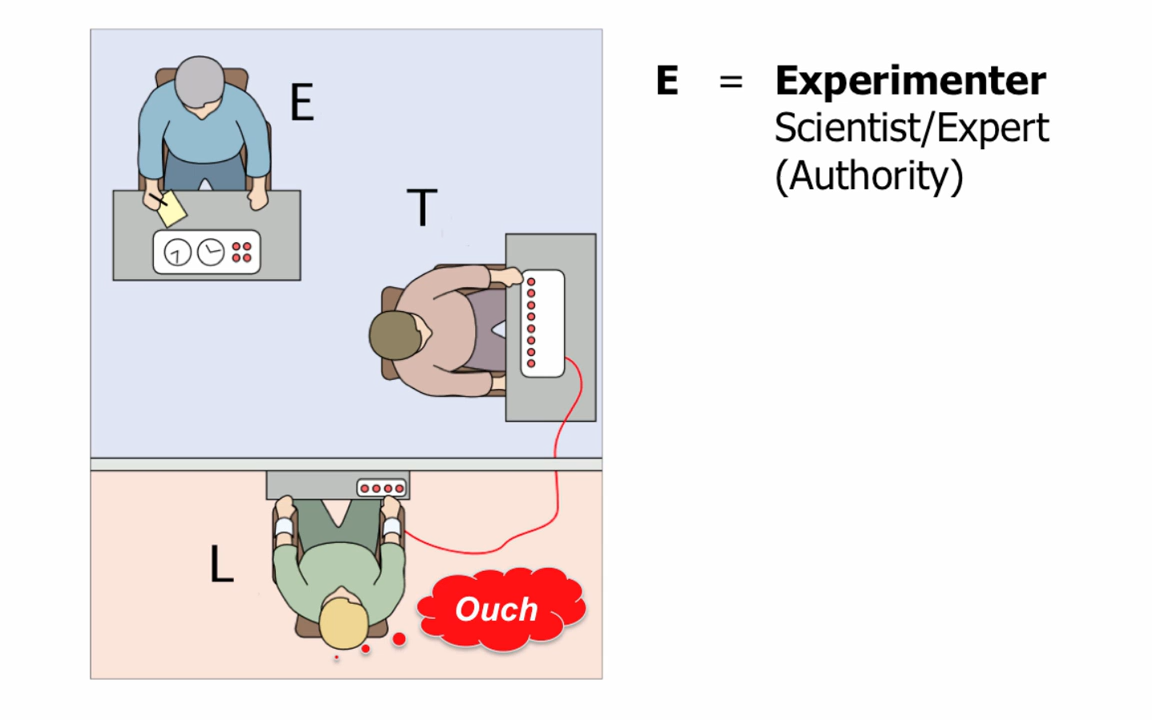 E
T
L
Ouch
E = Experimenter
Scientist/Expert
(Authority)